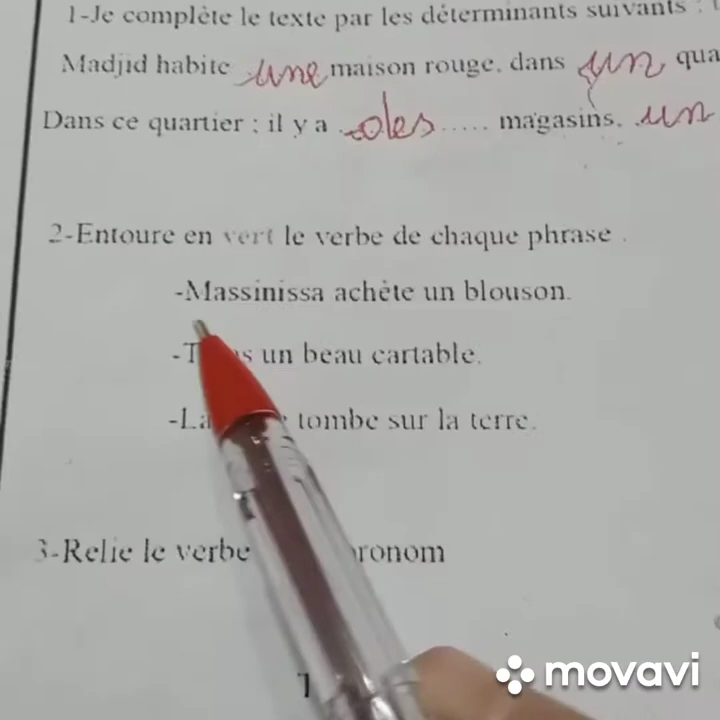 1-Je complète le texte par les déterminants suivants :
Madjid habite une maison rouge, dans un
Dans ce quartier ; il y a des ..... magasins. un
2-Entoure en vert le verbe de chaque phrase .
-Massinissa achète un blouson.
- un beau cartable.
- tombe sur la terre.
3-Relie le verbe
movavi